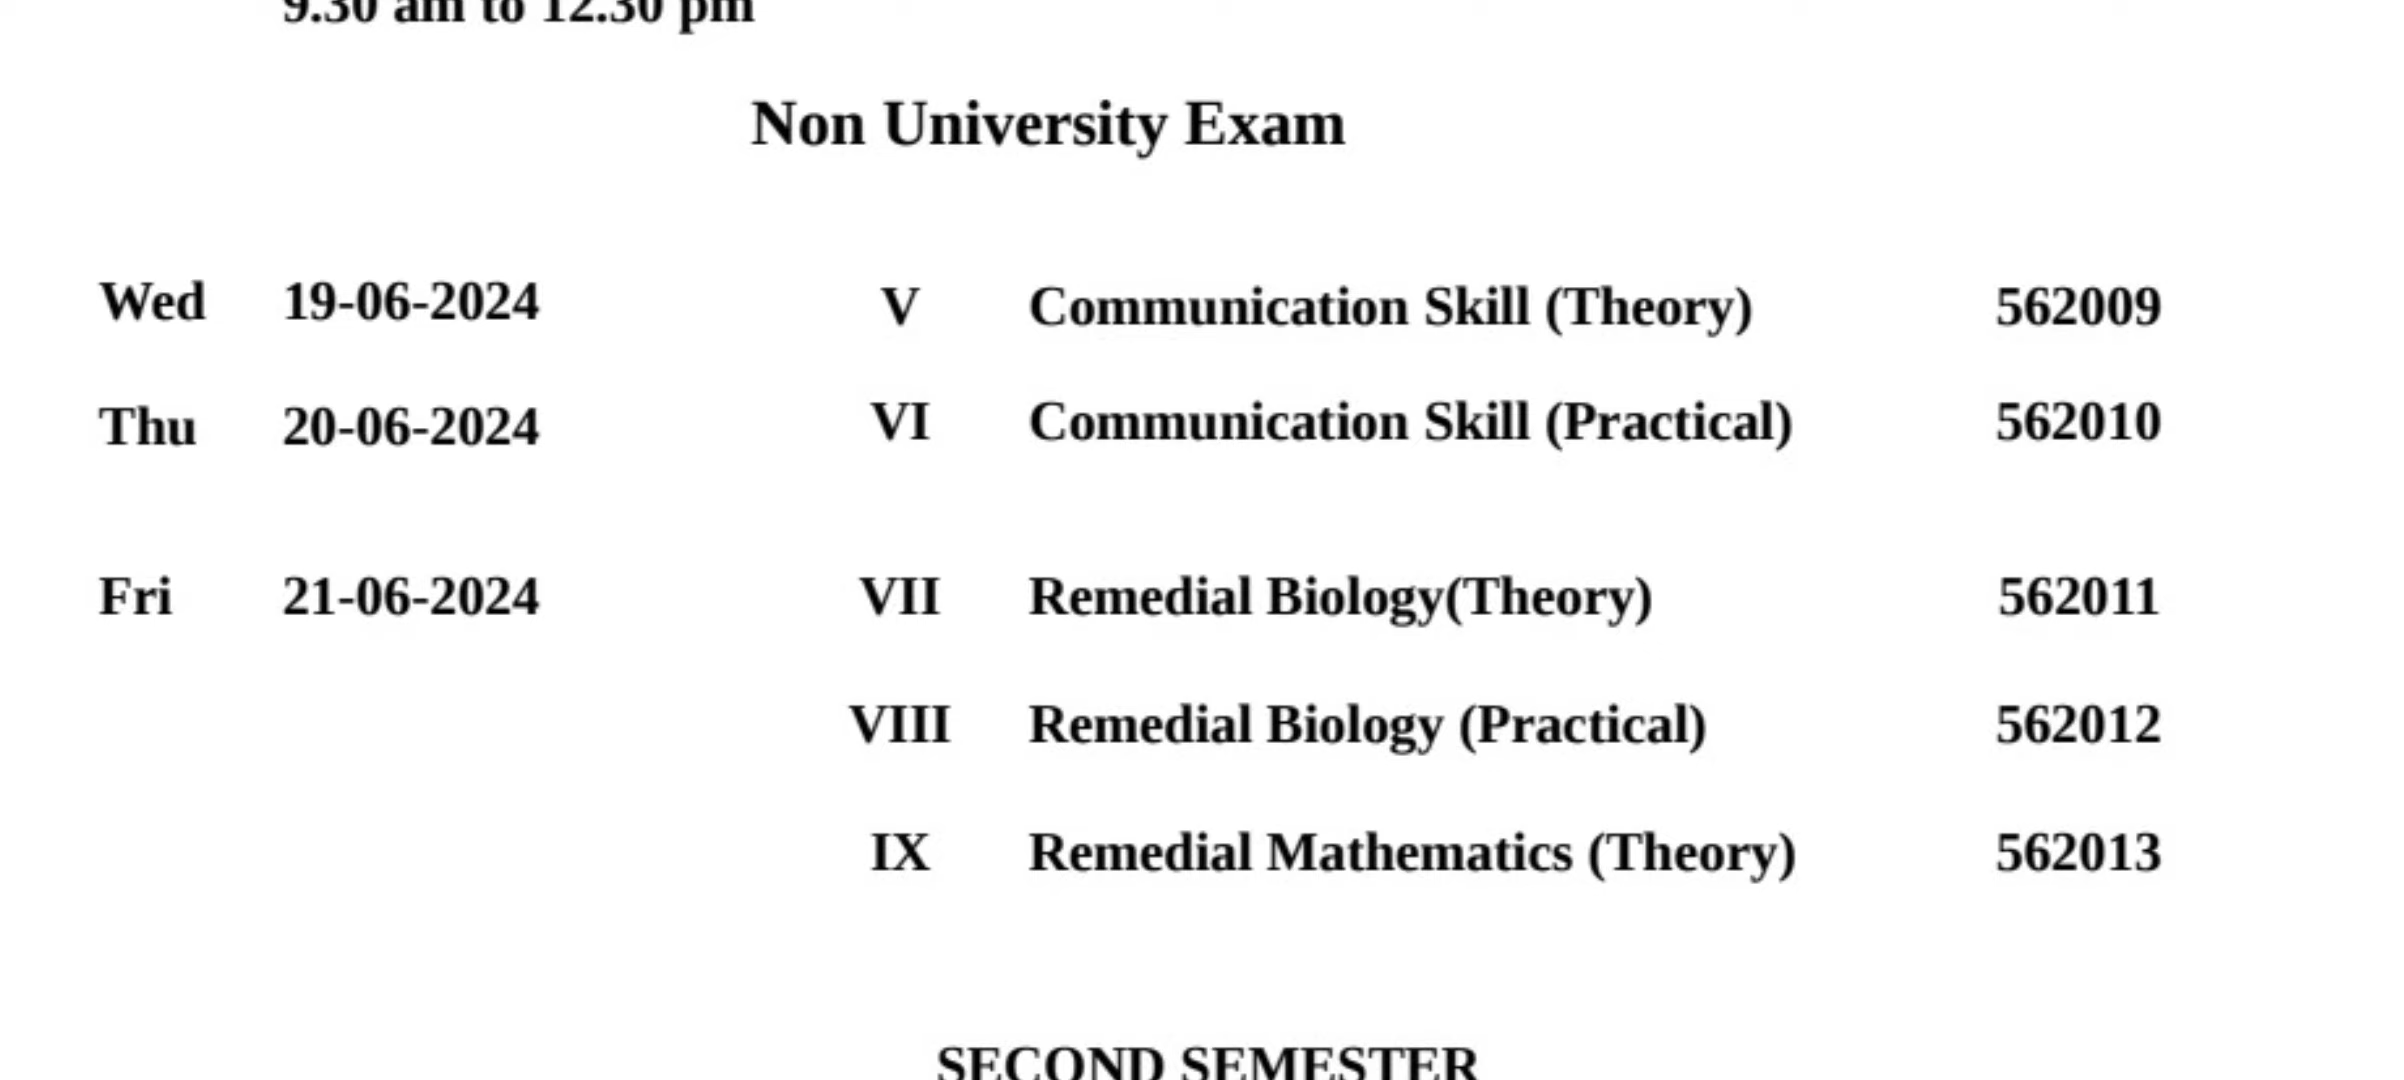 9.30 am to 12.30 pm
Non University Exam
Wed 19-06-2024 V Communication Skill (Theory) 562009
Thu 20-06-2024 VI Communication Skill (Practical) 562010
Fri 21-06-2024 VII Remedial Biology(Theory) 562011
VIII Remedial Biology (Practical) 562012
IX Remedial Mathematics (Theory) 562013
SECOND SEMESTER